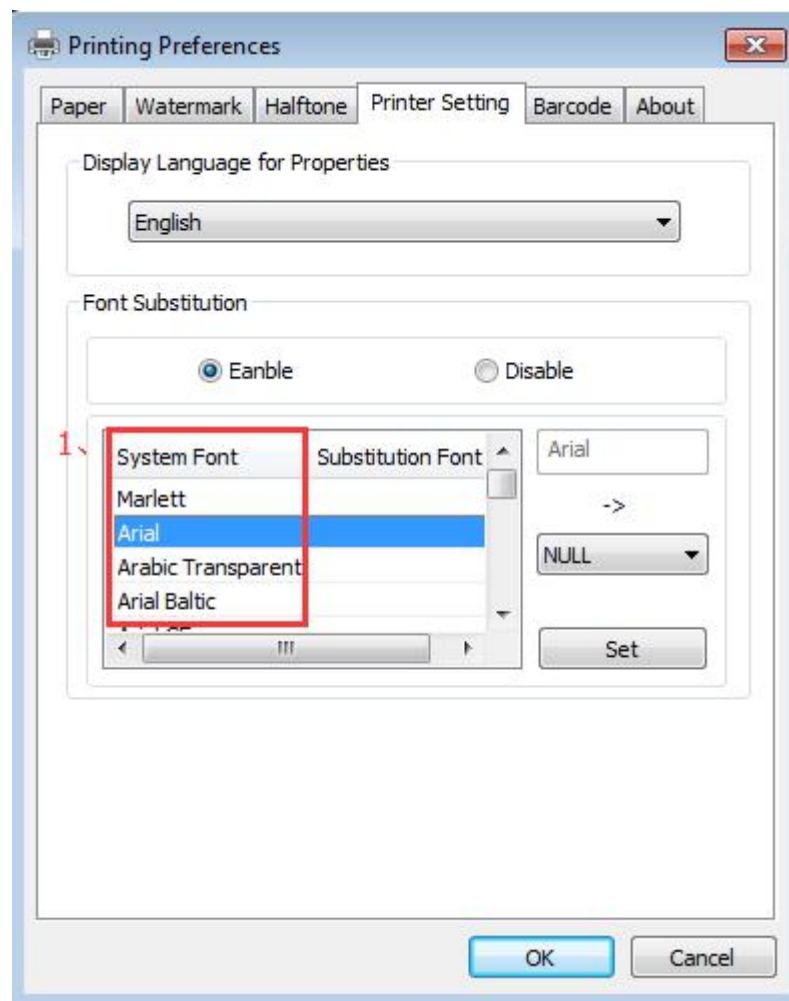 Printing Preferences
Paper Watermark Halftone Printer Setting Barcode About
Display Language for Properties
English
Font Substitution
Eanble Disable
1、
System Font Substitution Font
Arial
Marlett
->
Arial
NULL
Arabic Transparent
Arial Baltic
Set
OK Cancel